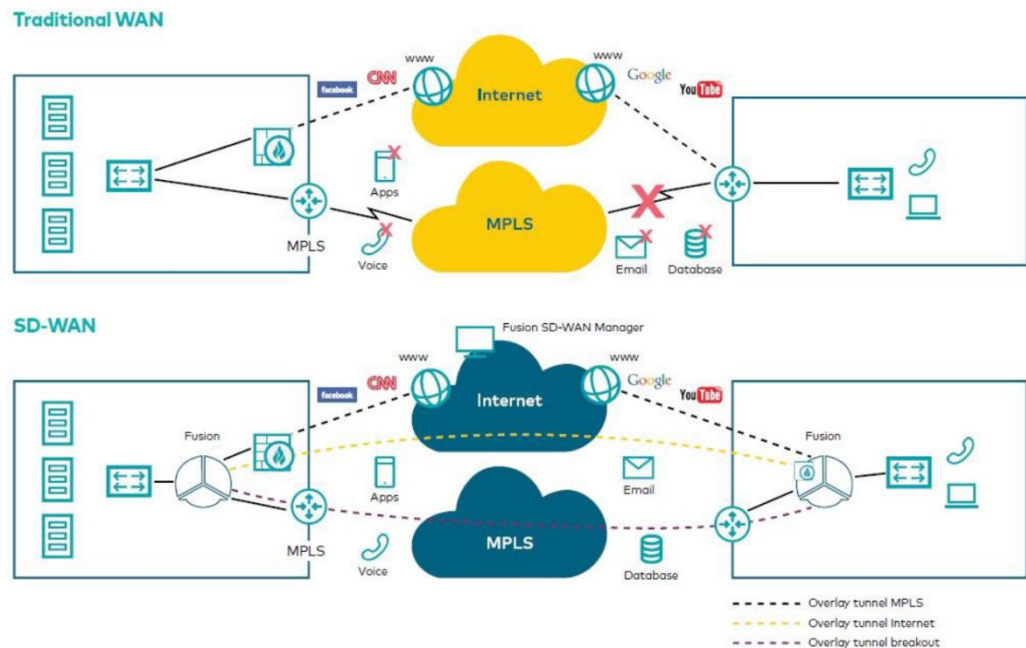 Traditional WAN
facebook
CNN
www
Internet
www
Google
YouTube
Apps
MPLS
MPLS
Voice
Email
Database
SD-WAN
Fusion SD-WAN Manager
facebook
CNN
www
Internet
www
Google
YouTube
Fusion
Fusion
Apps
Email
MPLS
MPLS
Voice
Database
Overlay tunnel MPLS
Overlay tunnel Internet
Overlay tunnel breakout